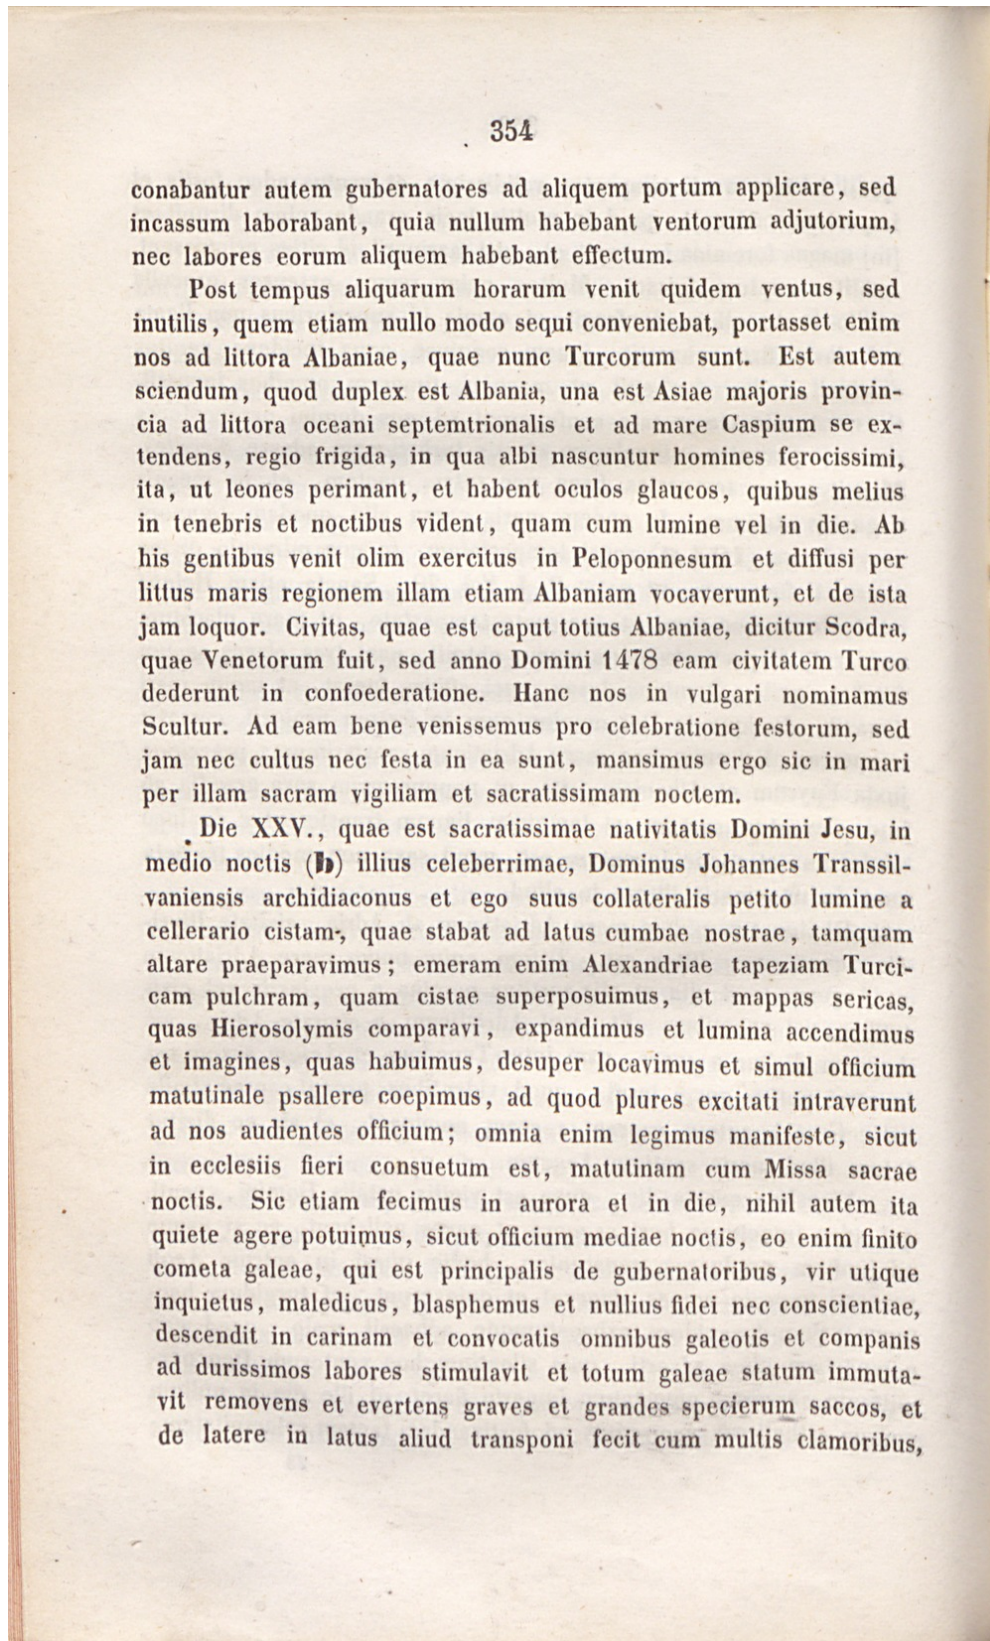 354
conabantur autem gubernatores ad aliquem portum applicare, sed
incassum laborabant, quia nullum habebant ventorum adjutorium,
nec labores eorum aliquem habebant effectum.
Post tempus aliquarum horarum venit quidem ventus, sed
inutilis, quem etiam nullo modo sequi conveniebat, portasset enim
nos ad littora Albaniae, quae nunc Turcorum sunt. Est autem
sciendum, quod duplex est Albania, una est Asiae majoris provin-
cia ad littora oceani septemtrionalis et ad mare Caspium se ex-
tendens, regio frigida, in qua albi nascuntur homines ferocissimi,
ita, ut leones perimant, et habent oculos glaucos, quibus melius
in tenebris et noctibus vident, quam cum lumine vel in die. Ab
his gentibus venit olim exercitus in Peloponnesum et diffusi per
littus maris regionem illam etiam Albaniam vocaverunt, et de ista
jam loquor. Civitas, quae est caput totius Albaniae, dicitur Scodra,
quae Venetorum fuit, sed anno Domini 1478 eam civitatem Turco
dederunt in confoederatione. Hanc nos in vulgari nominamus
Scultur. Ad eam bene venissemus pro celebratione festorum, sed
jam nec cultus nec festa in ea sunt, mansimus ergo sic in mari
per illam sacram vigiliam et sacratissimam noctem.
Die XXV., quae est sacratissimae nativitatis Domini Jesu, in
medio noctis (b) illius celeberrimae, Dominus Johannes Transsil-
vaniensis archidiaconus et ego suus collateralis petito lumine a
cellerario cistam-, quae stabat ad latus cumbae nostrae, tamquam
altare praeparavimus; emeram enim Alexandriae tapeziam Turci-
cam pulchram, quam cistae superposuimus, et mappas sericas,
quas Hierosolymis comparavi, expandimus et lumina accendimus
et imagines, quas habuimus, desuper locavimus et simul officium
matutinale psallere coepimus, ad quod plures excitati intraverunt
ad nos audientes officium; omnia enim legimus manifeste, sicut
in ecclesiis fieri consuetum est, matutinam cum Missa sacrae
noctis. Sic etiam fecimus in aurora et in die, nihil autem ita
quiete agere potuimus, sicut officium mediae noctis, eo enim finito
cometa galeae, qui est principalis de gubernatoribus, vir utique
inquietus, maledicus, blasphemus et nullius fidei nec conscientiae,
descendit in carinam et convocatis omnibus galeotis et companis
ad durissimos labores stimulavit et totum galeae statum immuta-
vit removens et evertens graves et grandes specierum saccos, et
de latere in latus aliud transponi fecit cum multis clamoribus,